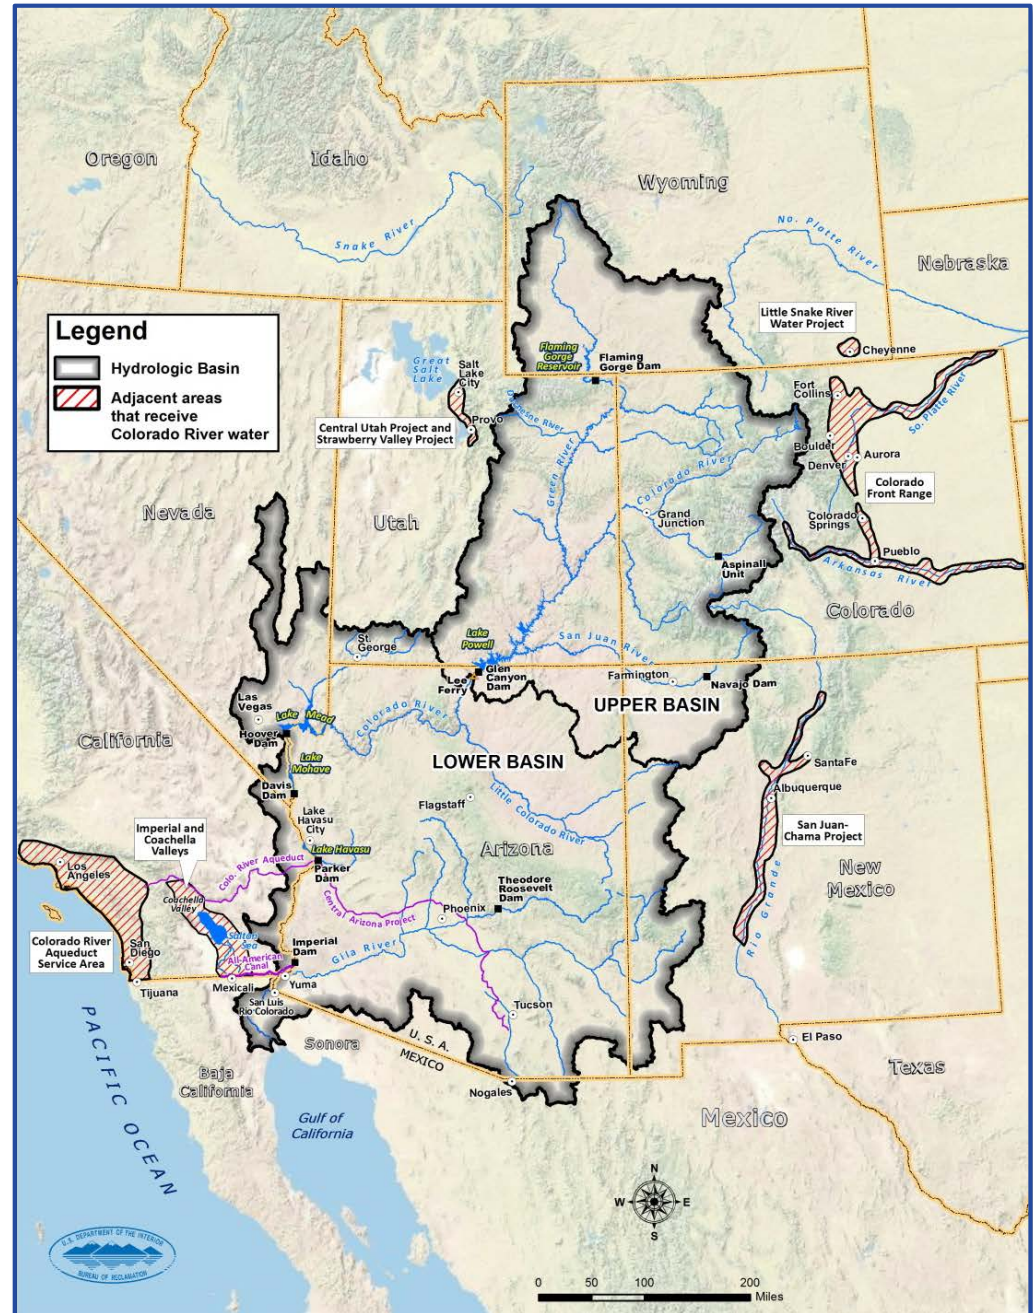 Oregon
Idaho
Wyoming
Snake River
No. Platte River
Nebraska
Legend
Hydrologic Basin
Adjacent areas
that receive
Colorado River water
Little Snake River
Water Project
Cheyenne
Flaming
Gorge
Reservoir
Flaming
Gorge Dam
Great
Salt
Lake
Salt
Lake
City
Provo
Duchesne River
Central Utah Project and
Strawberry Valley Project
Fort
Collins
So. Platte River
Boulder
Denver
Aurora
Colorado
Front Range
Green River
Colorado River
Grand
Junction
Nevada
Utah
Colorado
Springs
Pueblo
Aspinall
Unit
Arkansas River
Colorado
St.
George
Lake
Powell
San Juan River
Lee
Ferry
Glen
Canyon
Dam
Farmington
Navajo Dam
UPPER BASIN
Las
Vegas
Lake Mead
Hoover
Dam
Colorado River
California
LOWER BASIN
Lake
Mohave
Davis
Dam
SantaFe
Albuquerque
Flagstaff
Little Colorado River
Lake
Havasu
City
Imperial and
Coachella
Valleys
Lake Havasu
Arizona
San Juan-
Chama Project
New
Mexico
Los
Angeles
Colo. River Aqueduct
Parker
Dam
Coachella
Valley
Theodore
Roosevelt
Dam
Phoenix
Central Arizona Project
Rio Grande
Colorado River
Aqueduct
Service Area
San
Diego
Salton
Sea
Imperial
Dam
Gila River
All-American
Canal
Tijuana
Mexicali
Yuma
San Luis
Rio Colorado
Tucson
U. S. A.
MEXICO
Sonora
El Paso
Texas
Baja
California
Nogales
Mexico
PACIFIC OCEAN
Gulf of
California
N
W E
S
U.S. DEPARTMENT OF THE INTERIOR
BUREAU OF RECLAMATION
0 50 100 200
Miles